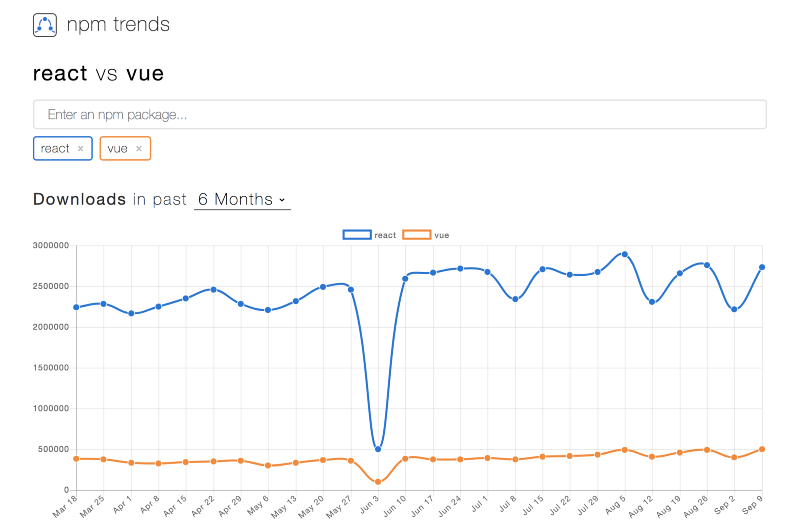 npm trends
react vs vue
Enter an npm package...
react × vue ×
Downloads in past 6 Months
react vue
3000000
2500000
2000000
1500000
1000000
500000
0
Mar 18 Mar 25 Apr 1 Apr 8 Apr 15 Apr 22 Apr 29 May 6 May 13 May 20 May 27 Jun 3 Jun 10 Jun 17 Jun 24 Jul 1 Jul 8 Jul 15 Jul 22 Jul 29 Aug 5 Aug 12 Aug 19 Aug 26 Sep 2 Sep 9